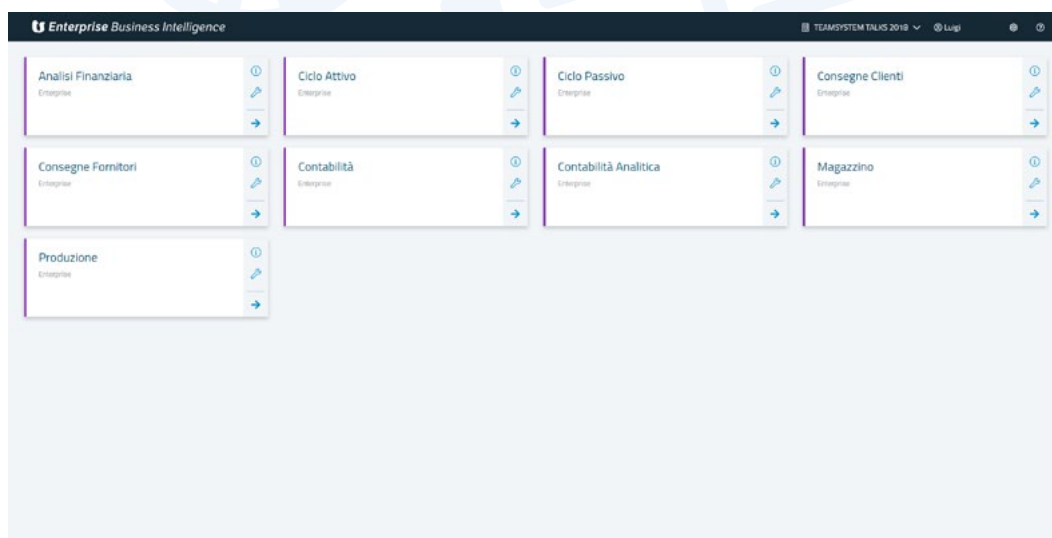 Enterprise Business Intelligence
TEAMSYSTEM TALKS 2018 Luigi
Analisi Finanziaria
Enterprise
Ciclo Attivo
Enterprise
Ciclo Passivo
Enterprise
Consegne Clienti
Enterprise
Consegne Fornitori
Enterprise
Contabilità
Enterprise
Contabilità Analitica
Enterprise
Magazzino
Enterprise
Produzione
Enterprise